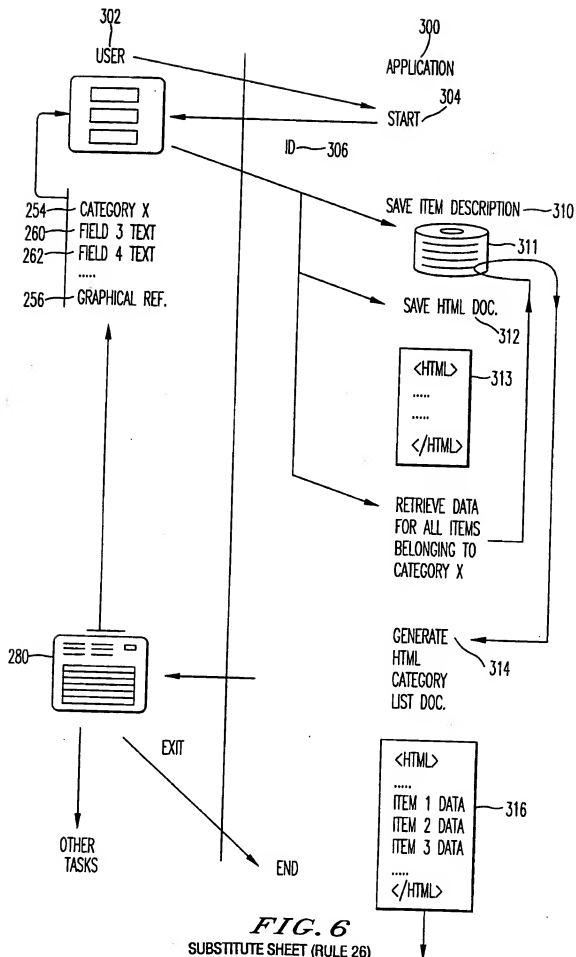 302
USER
300
APPLICATION
START
304
ID
306
254
CATEGORY X
260
FIELD 3 TEXT
262
FIELD 4 TEXT
.....
256
GRAPHICAL REF.
SAVE ITEM DESCRIPTION
310
311
SAVE HTML DOC.
312
<HTML>
313
.....
.....
</HTML>
RETRIEVE DATA
FOR ALL ITEMS
BELONGING TO
CATEGORY X
280
GENERATE
HTML
CATEGORY
LIST DOC.
314
EXIT
OTHER
TASKS
END
<HTML>
.....
ITEM 1 DATA
ITEM 2 DATA
ITEM 3 DATA
.....
</HTML>
316
FIG. 6
SUBSTITUTE SHEET (RULE 26)